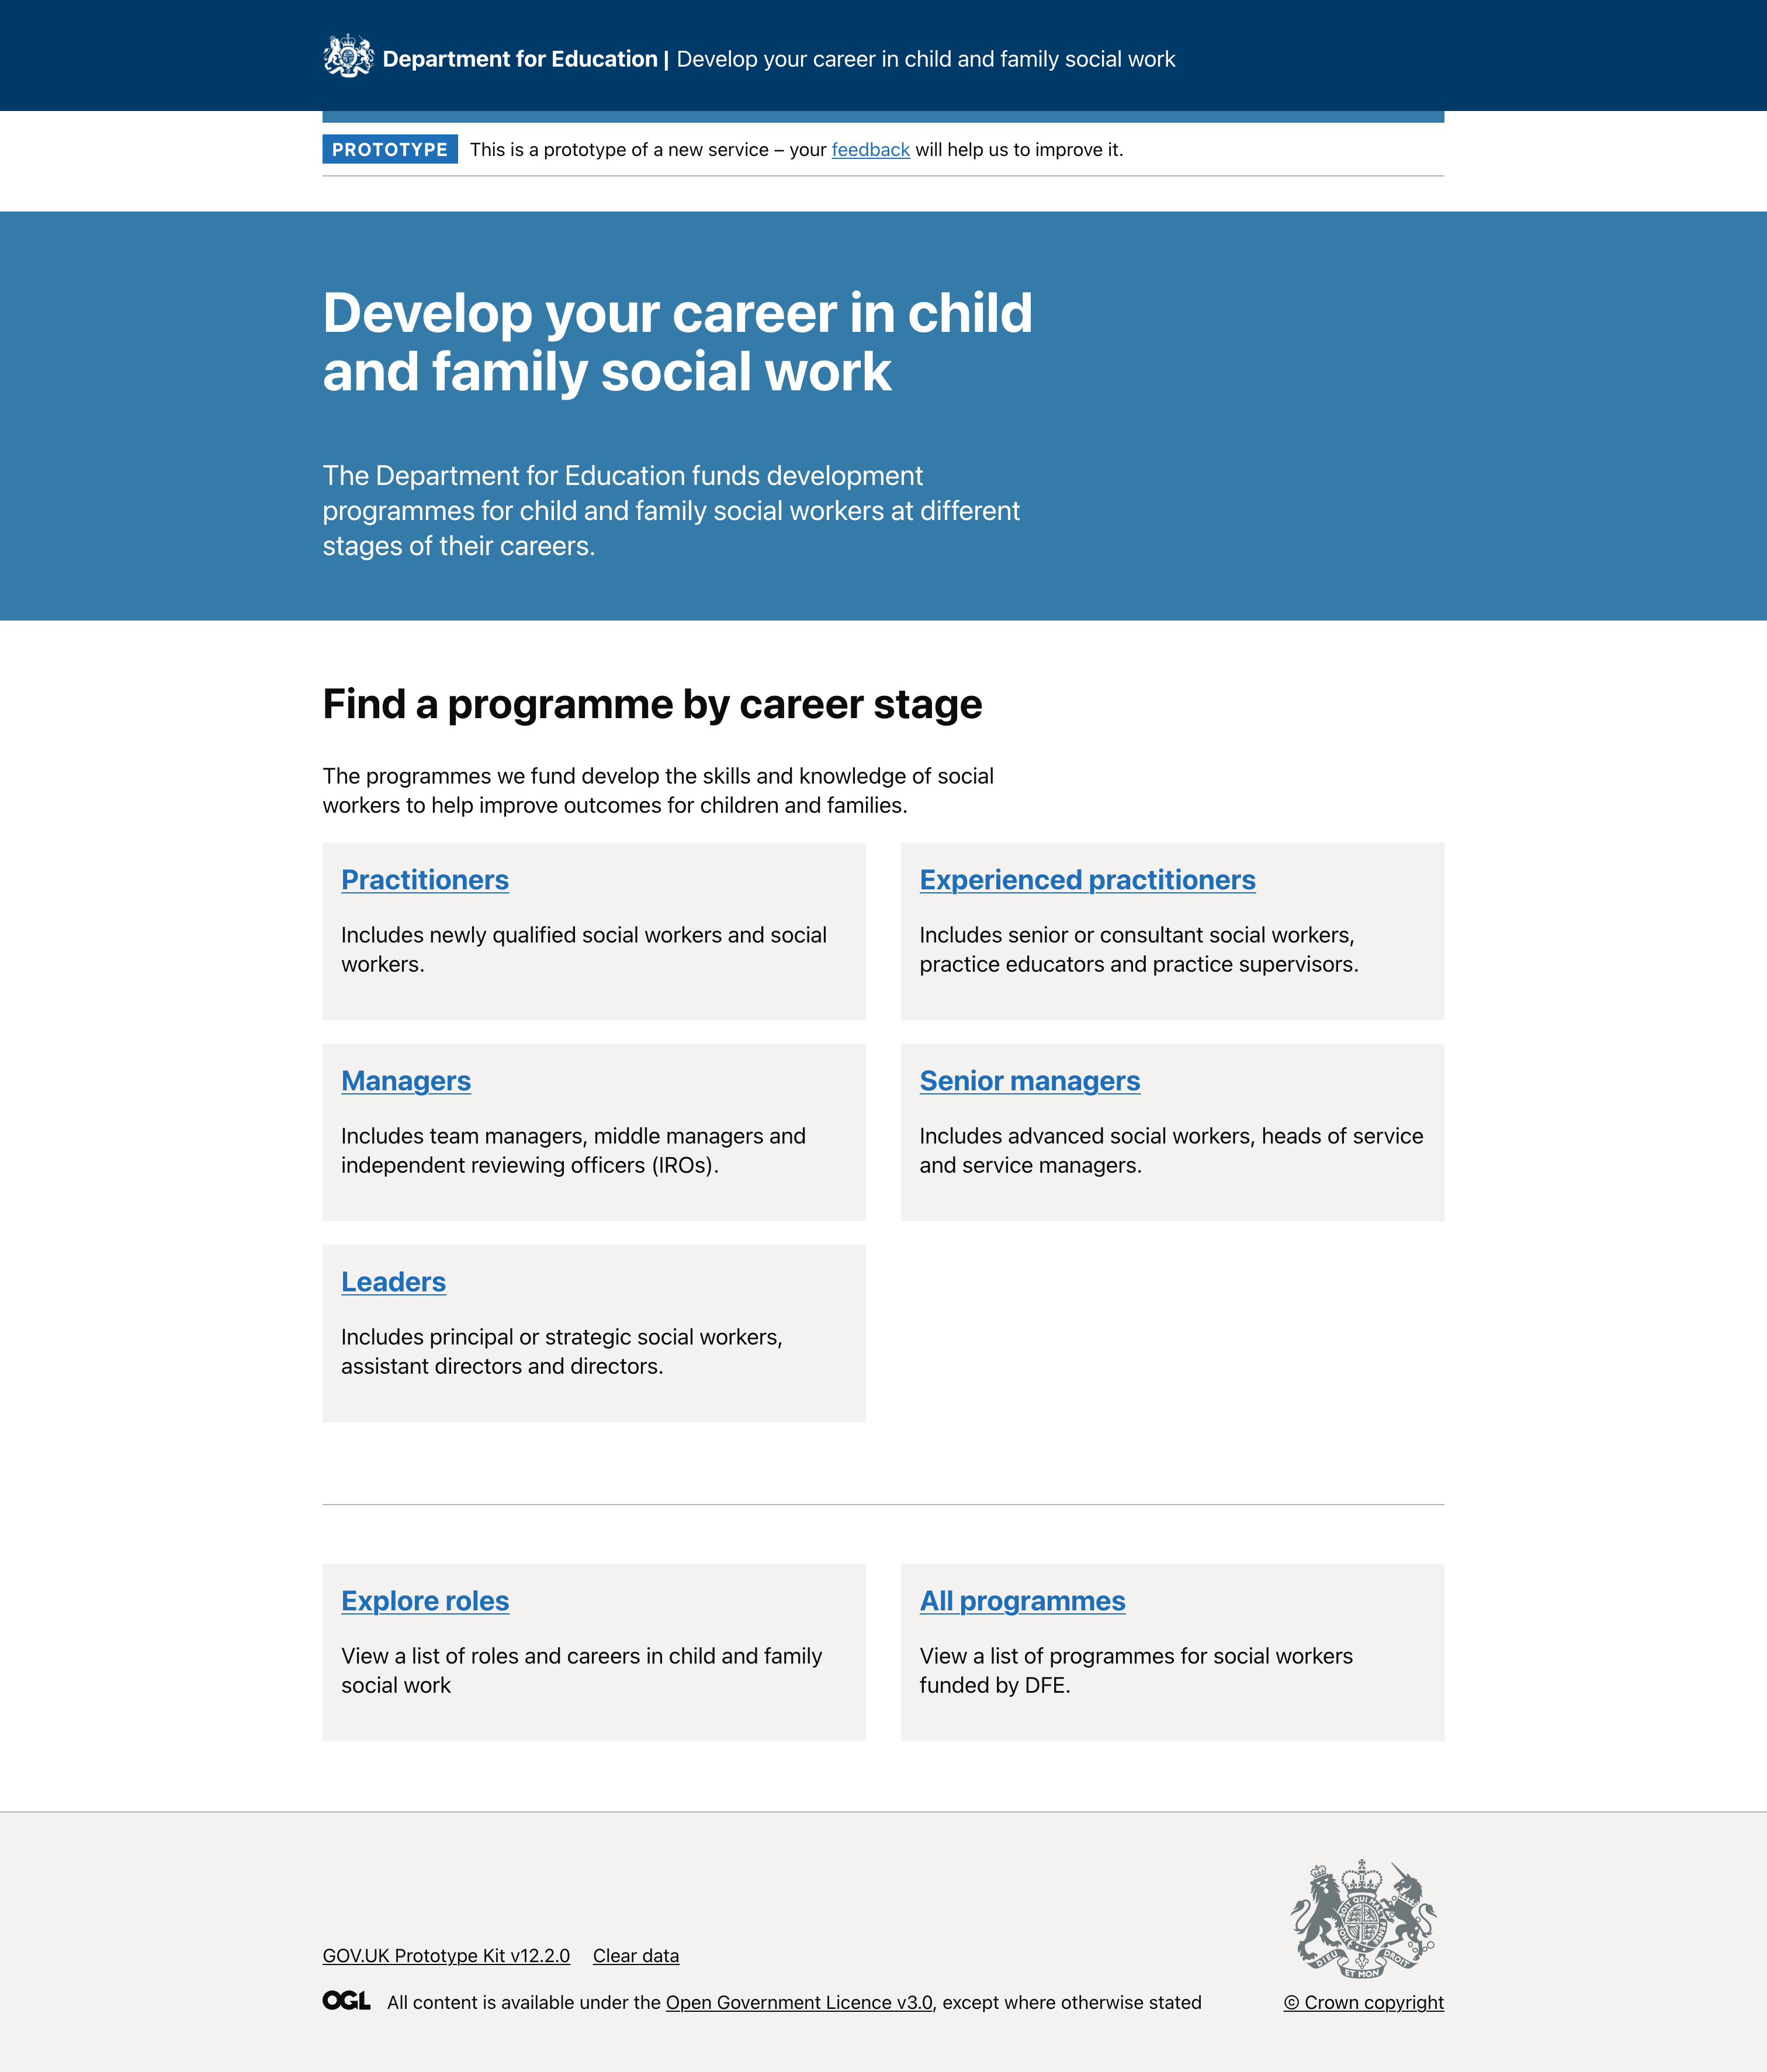 Department for Education | Develop your career in child and family social work
PROTOTYPE This is a prototype of a new service – your feedback will help us to improve it.
Develop your career in child
and family social work
The Department for Education funds development
programmes for child and family social workers at different
stages of their careers.
Find a programme by career stage
The programmes we fund develop the skills and knowledge of social
workers to help improve outcomes for children and families.
Practitioners
Includes newly qualified social workers and social
workers.
Experienced practitioners
Includes senior or consultant social workers,
practice educators and practice supervisors.
Managers
Includes team managers, middle managers and
independent reviewing officers (IROs).
Senior managers
Includes advanced social workers, heads of service
and service managers.
Leaders
Includes principal or strategic social workers,
assistant directors and directors.
Explore roles
View a list of roles and careers in child and family
social work
All programmes
View a list of programmes for social workers
funded by DFE.
GOV.UK Prototype Kit v12.2.0 Clear data
OGL All content is available under the Open Government Licence v3.0, except where otherwise stated
DIEU ET MON DROIT
© Crown copyright